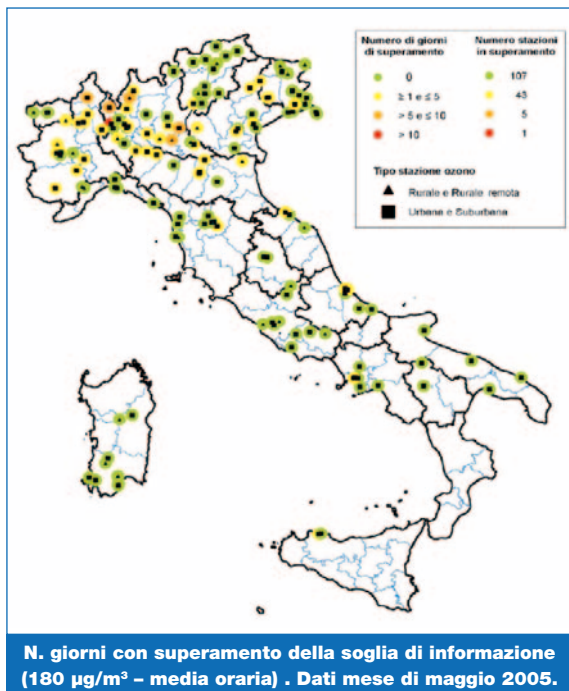 Numero di giorni
di superamento
Numero stazioni
in superamento
0 107
≥ 1 e ≤ 5 43
> 5 e ≤ 10 5
> 10 1
Tipo stazione ozono
Rurale e Rurale remota
Urbana e Suburbana
N. giorni con superamento della soglia di informazione
(180 µg/m³ – media oraria) . Dati mese di maggio 2005.